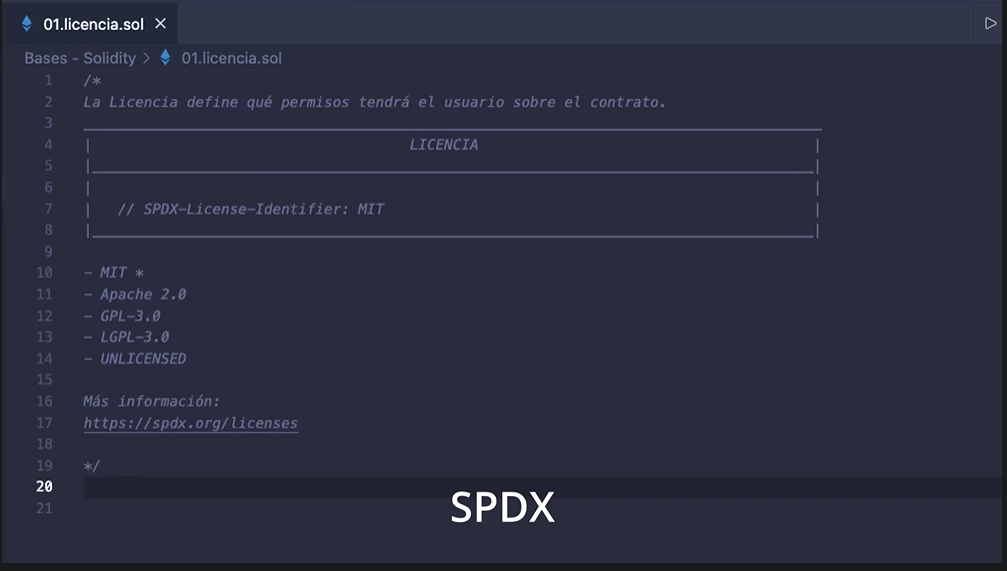 01.licencia.sol
Bases - Solidity > 01.licencia.sol
1 /*
2 La Licencia define qué permisos tendrá el usuario sobre el contrato.
3
4 | LICENCIA |
5 | |
6 | |
7 | // SPDX-License-Identifier: MIT |
8 | |
9
10 - MIT *
11 - Apache 2.0
12 - GPL-3.0
13 - LGPL-3.0
14 - UNLICENSED
15
16 Más información:
17 https://spdx.org/licenses
18
19 */
20
21
SPDX